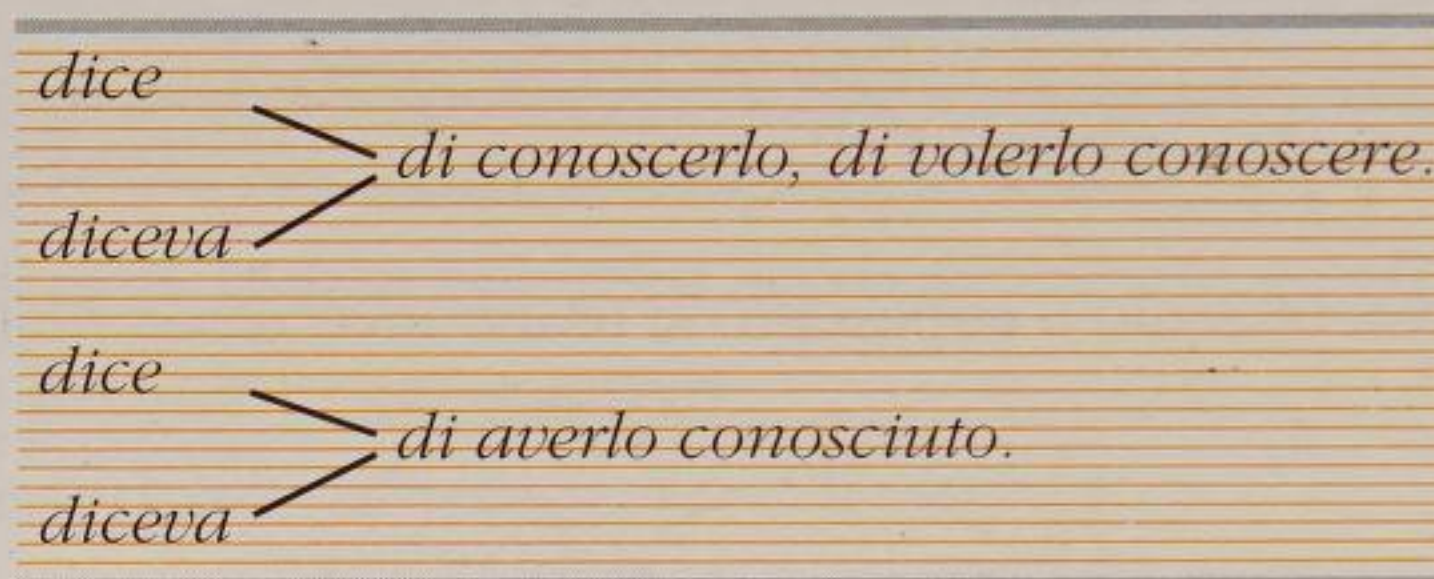 dice
di conoscerlo, di volerlo conoscere.
diceva
dice
di averlo conosciuto.
diceva